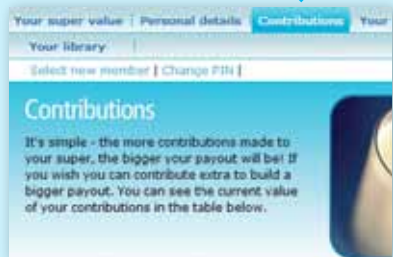 Your super value | Personal details Contributions Your
Your library |
Select new member | Change PIN |
Contributions
It's simple - the more contributions made to
your super, the bigger your payout will be! If
you wish you can contribute extra to build a
bigger payout. You can see the current value
of your contributions in the table below.